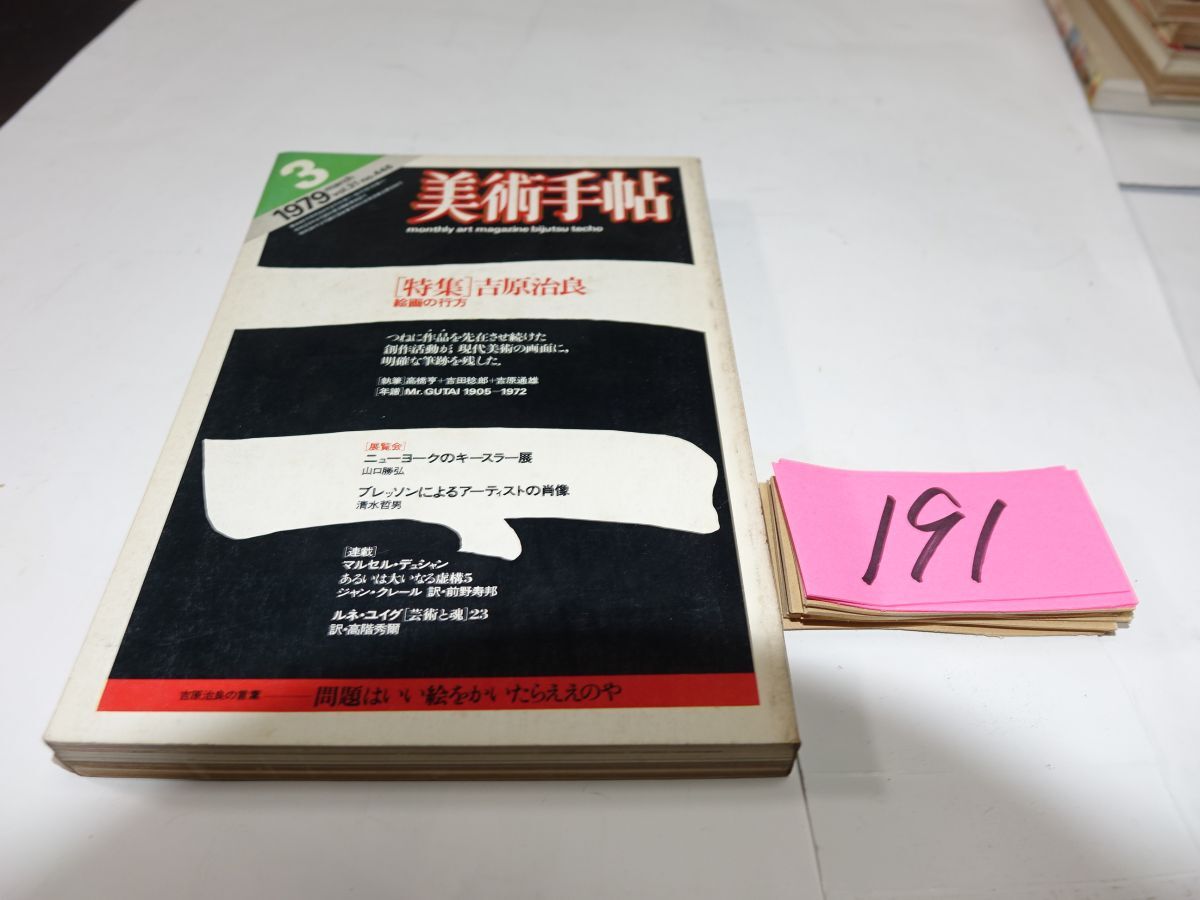 3
1979 march
vol.31 no.446
美術手帖
monthly art magazine bijutsu techo
[特集]吉原治良
絵画の行方
つねに作品を先在させ続けた
創作活動が、現代美術の画面に。
明確な筆跡を残した。
[執筆]高橋亨+吉田稔郎+吉原通雄
[年譜]Mr. GUTAI 1905—1972
[展覧会]
ニューヨークのキースラー展
山口勝弘
ブレッソンによるアーティストの肖像
清水哲男
[連載]
マルセル・デュシャン
あるいは大いなる虚構5
ジャン・クレール 訳・前野寿邦
ルネ・ユイグ[芸術と魂]23
訳・高階秀爾
吉原治良の言葉——問題はいい絵をかいたらええのや
191